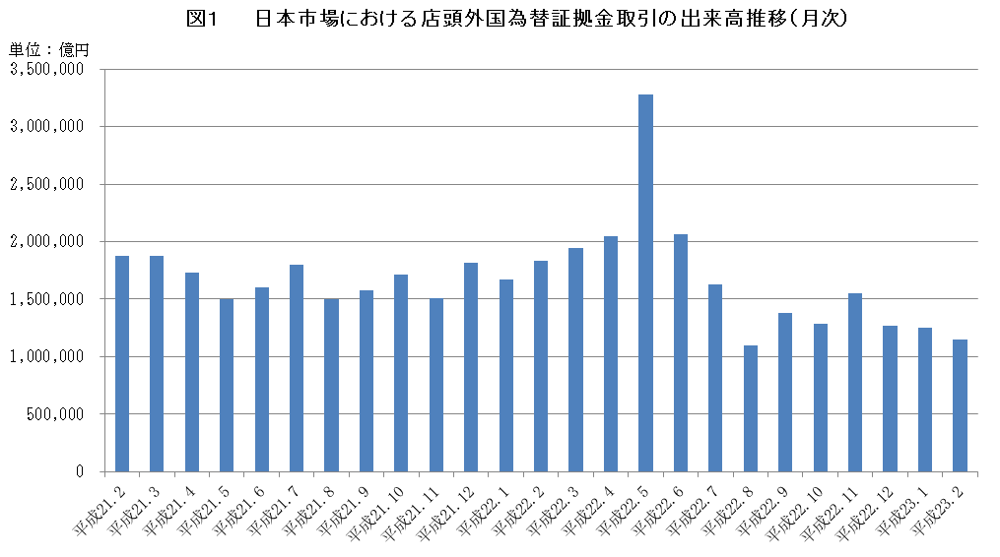 図1 日本市場における店頭外国為替証拠金取引の出来高推移(月次)
単位：億円
3,500,000
3,000,000
2,500,000
2,000,000
1,500,000
1,000,000
500,000
0
平成21.2
平成21.3
平成21.4
平成21.5
平成21.6
平成21.7
平成21.8
平成21.9
平成21.10
平成21.11
平成21.12
平成22.1
平成22.2
平成22.3
平成22.4
平成22.5
平成22.6
平成22.7
平成22.8
平成22.9
平成22.10
平成22.11
平成22.12
平成23.1
平成23.2